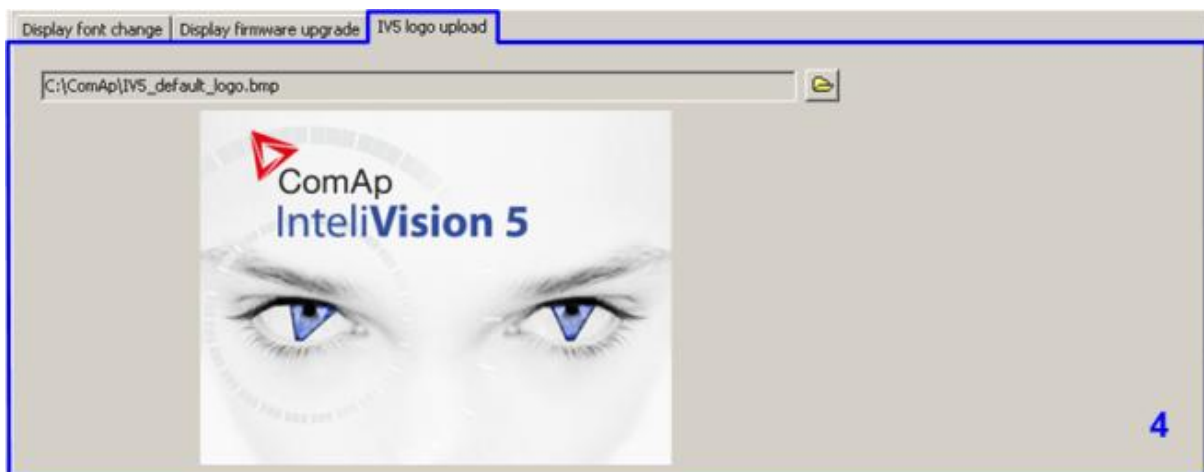 Display font change Display firmware upgrade IV5 logo upload
C:\ComAp\IV5_default_logo.bmp
ComAp
InteliVision 5
4